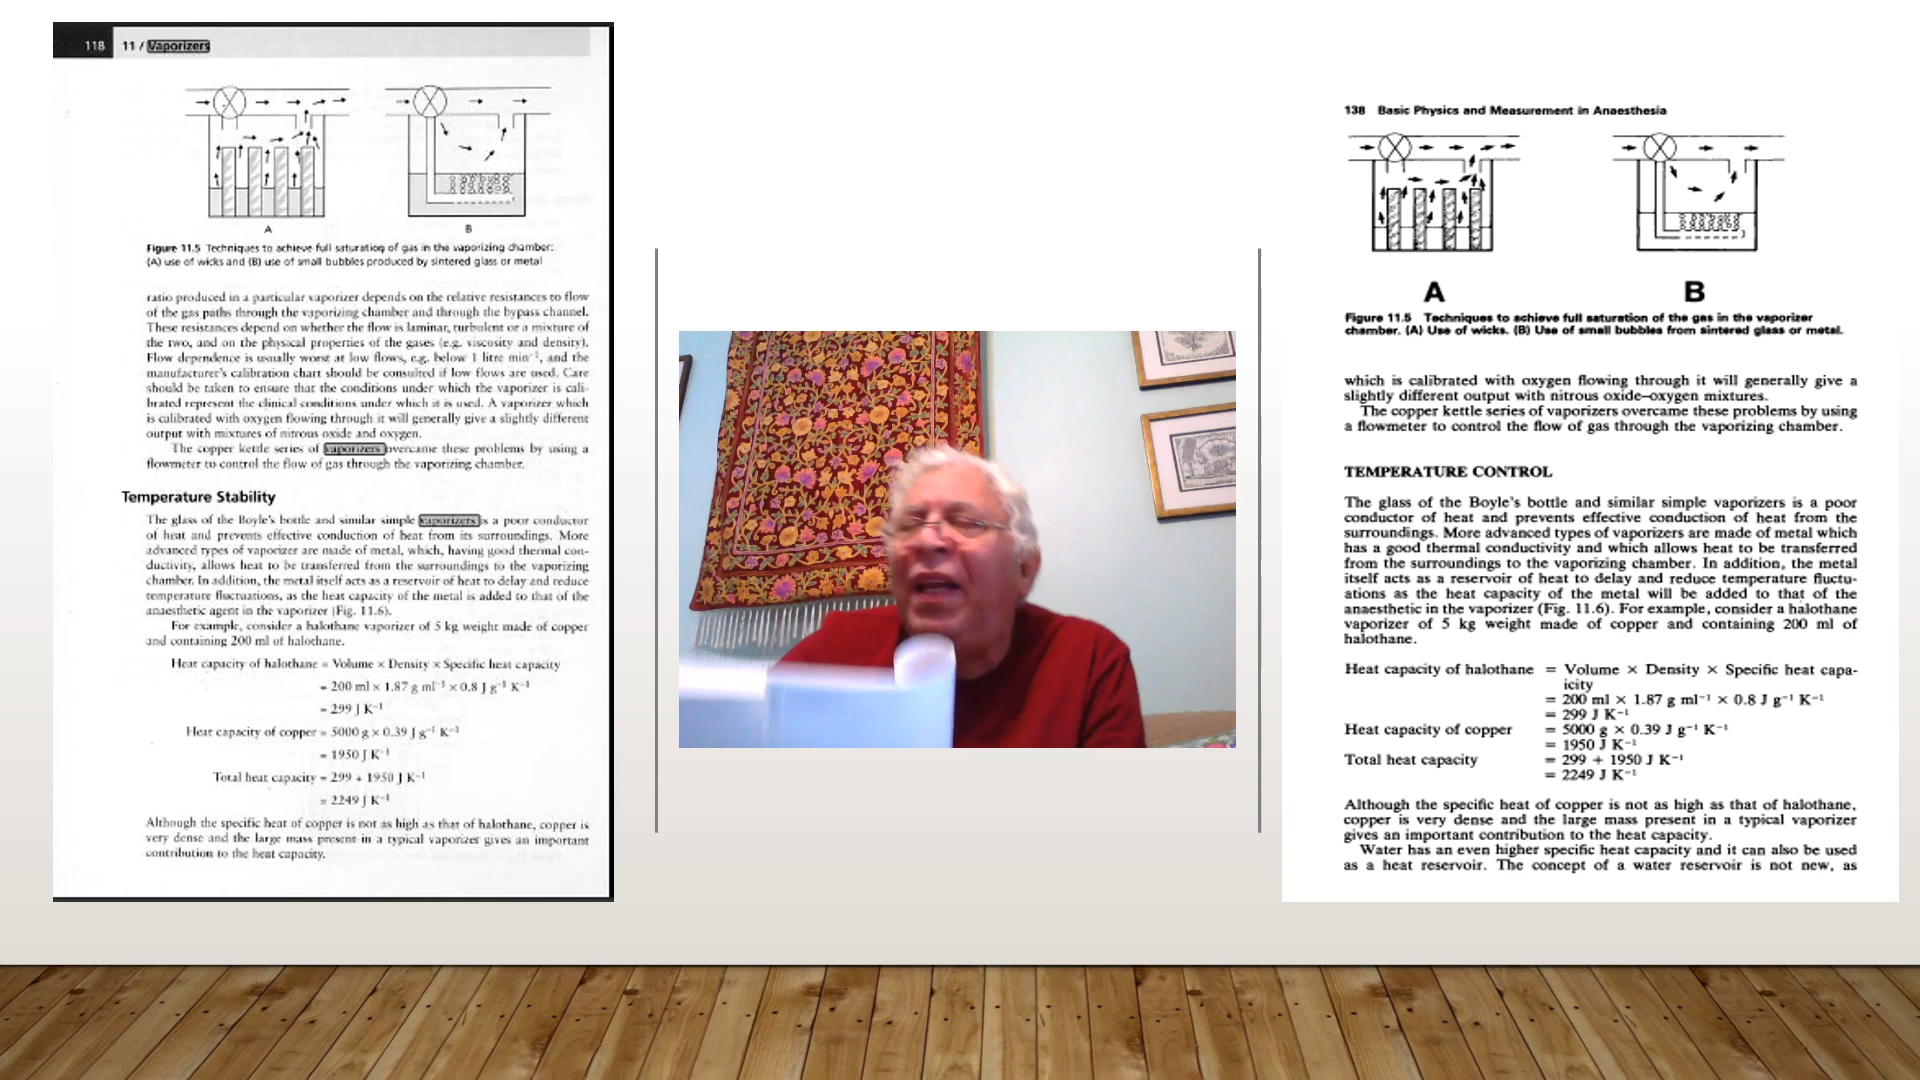 118 11 / Vaporizers
A B
Figure 11.5 Techniques to achieve full saturation of gas in the vaporizing chamber:
(A) use of wicks and (B) use of small bubbles produced by sintered glass or metal
ratio produced in a particular vaporizer depends on the relative resistances to flow
of the gas paths through the vaporizing chamber and through the bypass channel.
These resistances depend on whether the flow is laminar, turbulent or a mixture of
the two, and on the physical properties of the gases (e.g. viscosity and density).
Flow dependence is usually worst at low flows, e.g. below 1 litre min⁻¹, and the
manufacturer's calibration chart should be consulted if low flows are used. Care
should be taken to ensure that the conditions under which the vaporizer is cali-
brated represent the clinical conditions under which it is used. A vaporizer which
is calibrated with oxygen flowing through it will generally give a slightly different
output with mixtures of nitrous oxide and oxygen.
The copper kettle series of vaporizers overcame these problems by using a
flowmeter to control the flow of gas through the vaporizing chamber.
Temperature Stability
The glass of the Boyle's bottle and similar simple vaporizers is a poor conductor
of heat and prevents effective conduction of heat from its surroundings. More
advanced types of vaporizer are made of metal, which, having good thermal con-
ductivity, allows heat to be transferred from the surroundings to the vaporizing
chamber. In addition, the metal itself acts as a reservoir of heat to delay and reduce
temperature fluctuations, as the heat capacity of the metal is added to that of the
anaesthetic agent in the vaporizer (Fig. 11.6).
For example, consider a halothane vaporizer of 5 kg weight made of copper
and containing 200 ml of halothane.
Heat capacity of halothane = Volume × Density × Specific heat capacity
= 200 ml × 1.87 g ml⁻¹ × 0.8 J g⁻¹ K⁻¹
= 299 J K⁻¹
Heat capacity of copper = 5000 g × 0.39 J g⁻¹ K⁻¹
= 1950 J K⁻¹
Total heat capacity = 299 + 1950 J K⁻¹
= 2249 J K⁻¹
Although the specific heat of copper is not as high as that of halothane, copper is
very dense and the large mass present in a typical vaporizer gives an important
contribution to the heat capacity.
138 Basic Physics and Measurement in Anaesthesia
A B
Figure 11.5 Techniques to achieve full saturation of the gas in the vaporizer
chamber. (A) Use of wicks. (B) Use of small bubbles from sintered glass or metal.
which is calibrated with oxygen flowing through it will generally give a
slightly different output with nitrous oxide–oxygen mixtures.
The copper kettle series of vaporizers overcame these problems by using
a flowmeter to control the flow of gas through the vaporizing chamber.
TEMPERATURE CONTROL
The glass of the Boyle's bottle and similar simple vaporizers is a poor
conductor of heat and prevents effective conduction of heat from the
surroundings. More advanced types of vaporizers are made of metal which
has a good thermal conductivity and which allows heat to be transferred
from the surroundings to the vaporizing chamber. In addition, the metal
itself acts as a reservoir of heat to delay and reduce temperature fluctu-
ations as the heat capacity of the metal will be added to that of the
anaesthetic in the vaporizer (Fig. 11.6). For example, consider a halothane
vaporizer of 5 kg weight made of copper and containing 200 ml of
halothane.
Heat capacity of halothane = Volume × Density × Specific heat capa-
icity
= 200 ml × 1.87 g ml⁻¹ × 0.8 J g⁻¹ K⁻¹
= 299 J K⁻¹
Heat capacity of copper = 5000 g × 0.39 J g⁻¹ K⁻¹
= 1950 J K⁻¹
Total heat capacity = 299 + 1950 J K⁻¹
= 2249 J K⁻¹
Although the specific heat of copper is not as high as that of halothane,
copper is very dense and the large mass present in a typical vaporizer
gives an important contribution to the heat capacity.
Water has an even higher specific heat capacity and it can also be used
as a heat reservoir. The concept of a water reservoir is not new, as